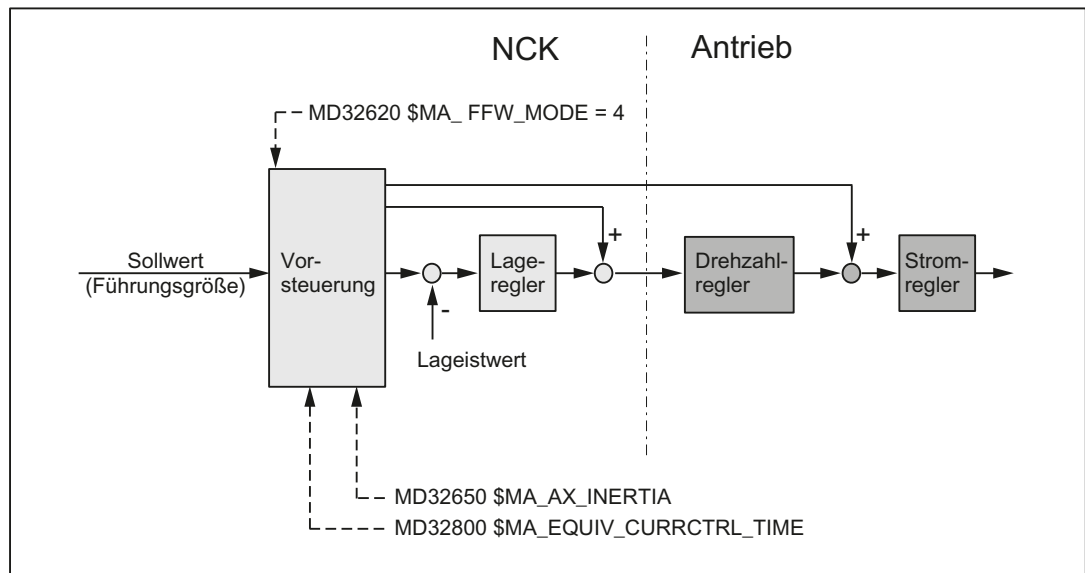 NCK
Antrieb
MD32620 $MA_ FFW_MODE = 4
Sollwert
(Führungsgröße)
Vor-
steuerung
Lage-
regler
+
Drehzahl-
regler
+
Strom-
regler
-
Lageistwert
MD32650 $MA_AX_INERTIA
MD32800 $MA_EQUIV_CURRCTRL_TIME